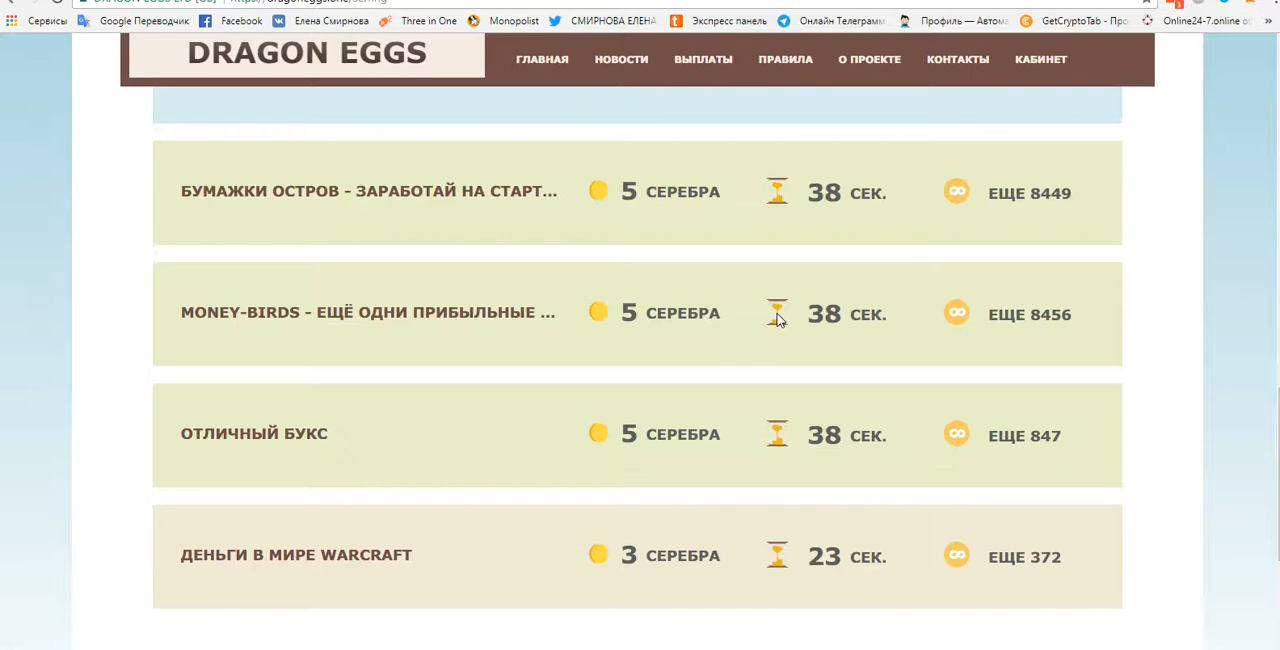 Сервисы Google Переводчик Facebook Елена Смирнова Three in One Monopolist СМИРНОВА ЕЛЕНА Экспресс панель Онлайн Телеграмм Профиль — Автома GetCryptoTab - Про Online24-7.online о »
DRAGON EGGS
ГЛАВНАЯ НОВОСТИ ВЫПЛАТЫ ПРАВИЛА О ПРОЕКТЕ КОНТАКТЫ КАБИНЕТ
БУМАЖКИ ОСТРОВ - ЗАРАБОТАЙ НА СТАРТ... 5 СЕРЕБРА 38 СЕК. ЕЩЕ 8449
MONEY-BIRDS - ЕЩЁ ОДНИ ПРИБЫЛЬНЫЕ ... 5 СЕРЕБРА 38 СЕК. ЕЩЕ 8456
ОТЛИЧНЫЙ БУКС 5 СЕРЕБРА 38 СЕК. ЕЩЕ 847
ДЕНЬГИ В МИРЕ WARCRAFT 3 СЕРЕБРА 23 СЕК. ЕЩЕ 372